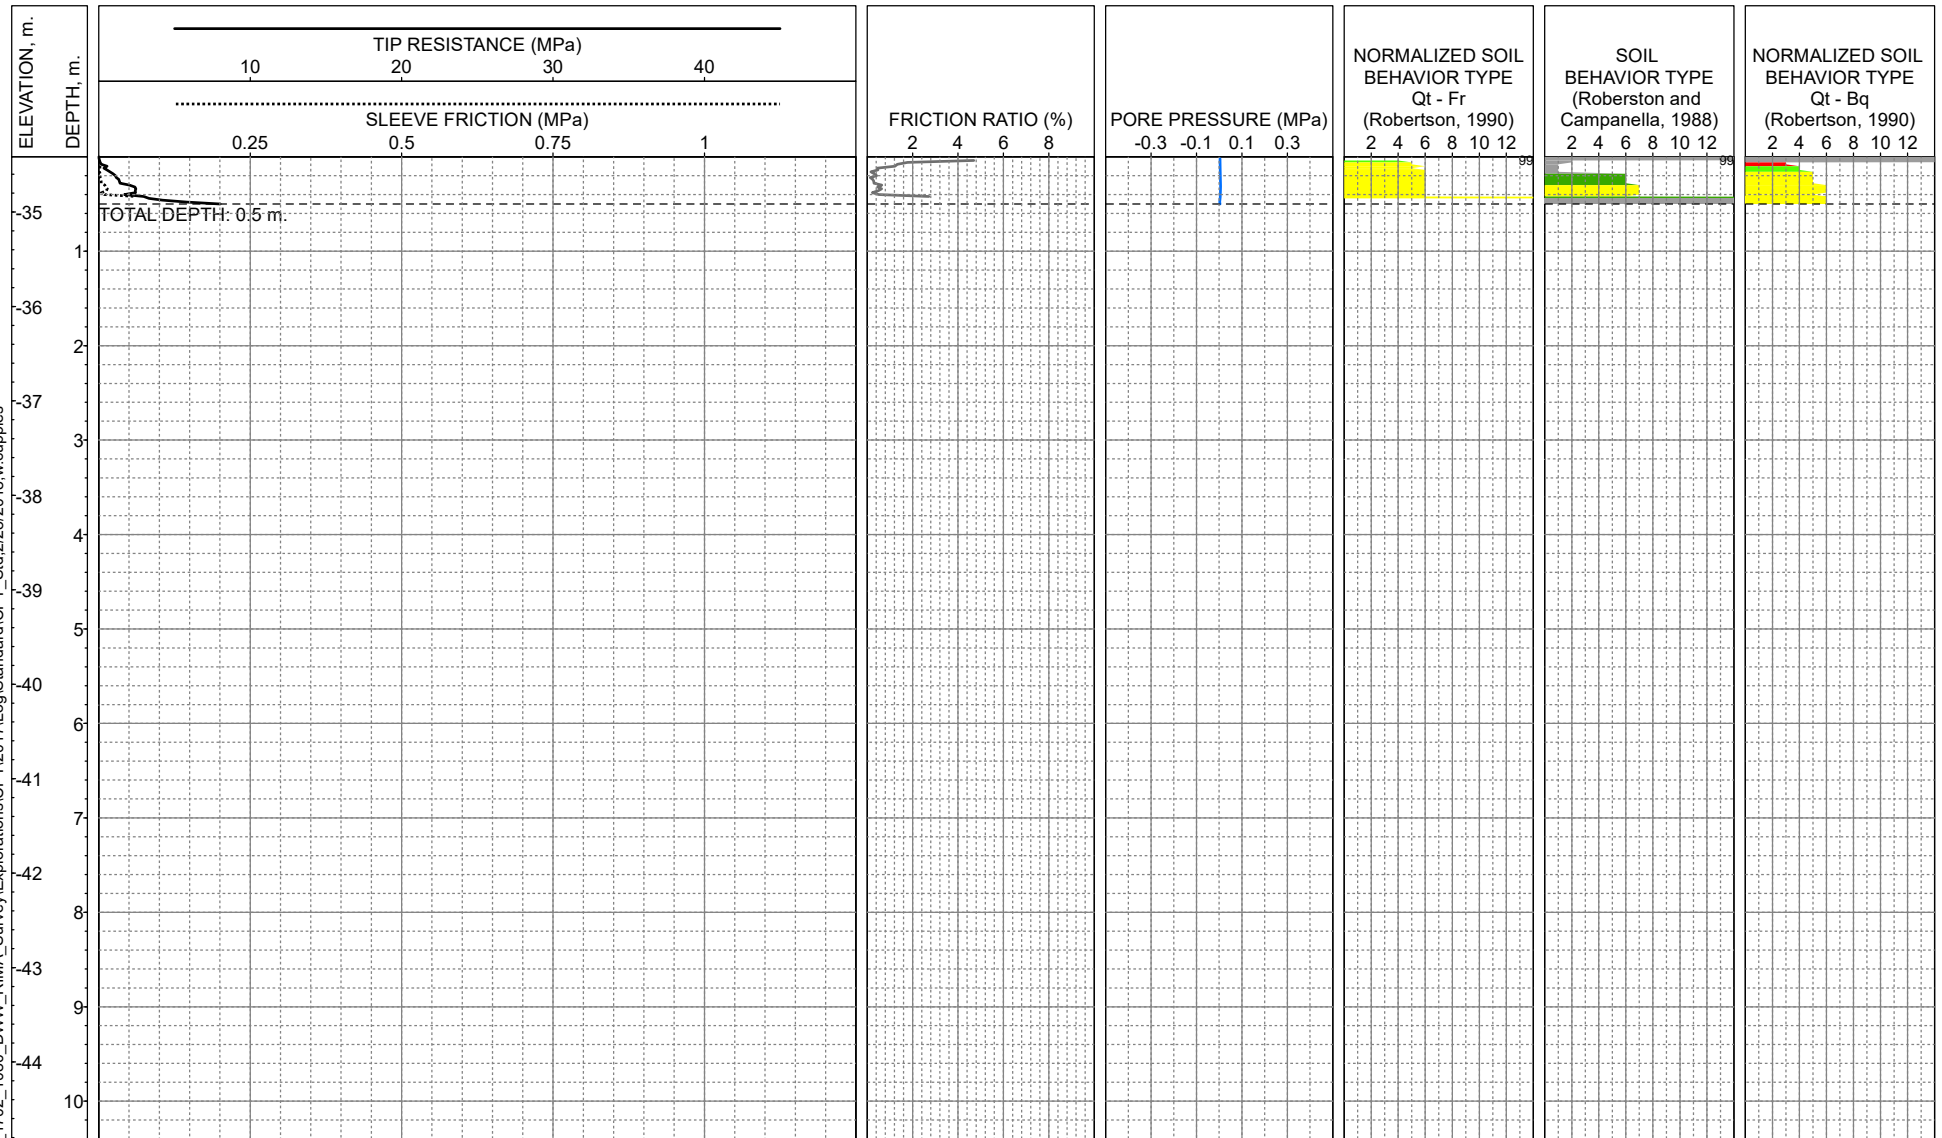 ELEVATION, m.
DEPTH, m.
TIP RESISTANCE (MPa)
10 20 30 40
SLEEVE FRICTION (MPa)
0.25 0.5 0.75 1
FRICTION RATIO (%)
2 4 6 8
PORE PRESSURE (MPa)
-0.3 -0.1 0.1 0.3
NORMALIZED SOIL
BEHAVIOR TYPE
Qt - Fr
(Robertson, 1990)
2 4 6 8 10 12
99
SOIL
BEHAVIOR TYPE
(Roberston and
Campanella, 1988)
2 4 6 8 10 12
99
NORMALIZED SOIL
BEHAVIOR TYPE
Qt - Bq
(Robertson, 1990)
2 4 6 8 10 12
TOTAL DEPTH: 0.5 m.
-35
1
-36
2
-37
3
-38
4
-39
5
-40
6
-41
7
-42
8
-43
9
-44
10